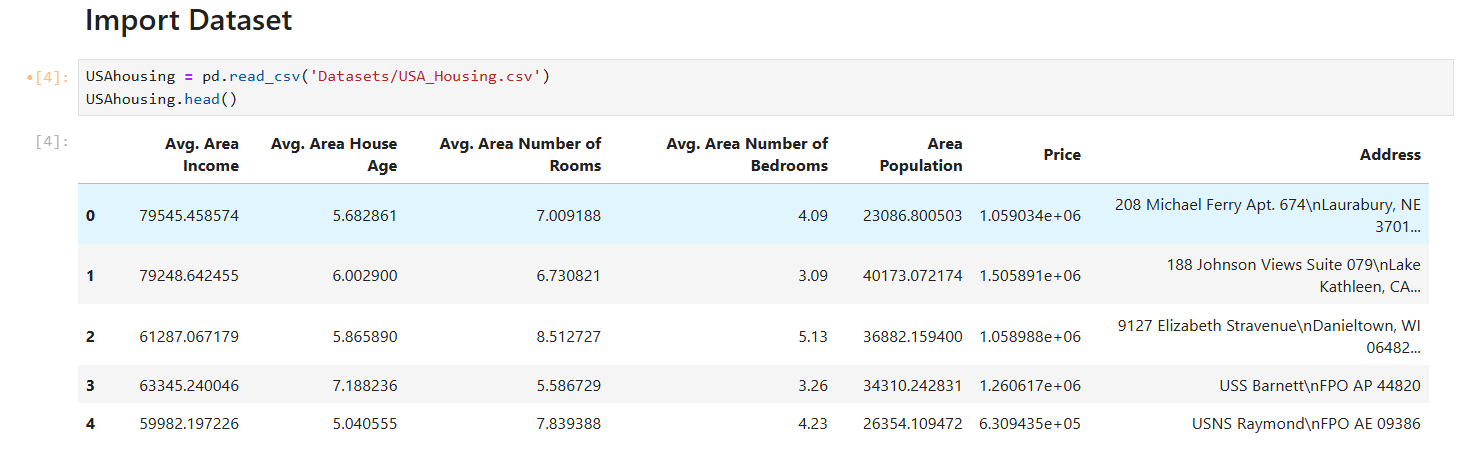 Import Dataset
[4]: USAhousing = pd.read_csv('Datasets/USA_Housing.csv')
USAhousing.head()
[4]:
Avg. Area Income Avg. Area House Age Avg. Area Number of Rooms Avg. Area Number of Bedrooms Area Population Price Address
0 79545.458574 5.682861 7.009188 4.09 23086.800503 1.059034e+06 208 Michael Ferry Apt. 674\nLaurabury, NE 3701...
1 79248.642455 6.002900 6.730821 3.09 40173.072174 1.505891e+06 188 Johnson Views Suite 079\nLake Kathleen, CA...
2 61287.067179 5.865890 8.512727 5.13 36882.159400 1.058988e+06 9127 Elizabeth Stravenue\nDanieltown, WI 06482...
3 63345.240046 7.188236 5.586729 3.26 34310.242831 1.260617e+06 USS Barnett\nFPO AP 44820
4 59982.197226 5.040555 7.839388 4.23 26354.109472 6.309435e+05 USNS Raymond\nFPO AE 09386